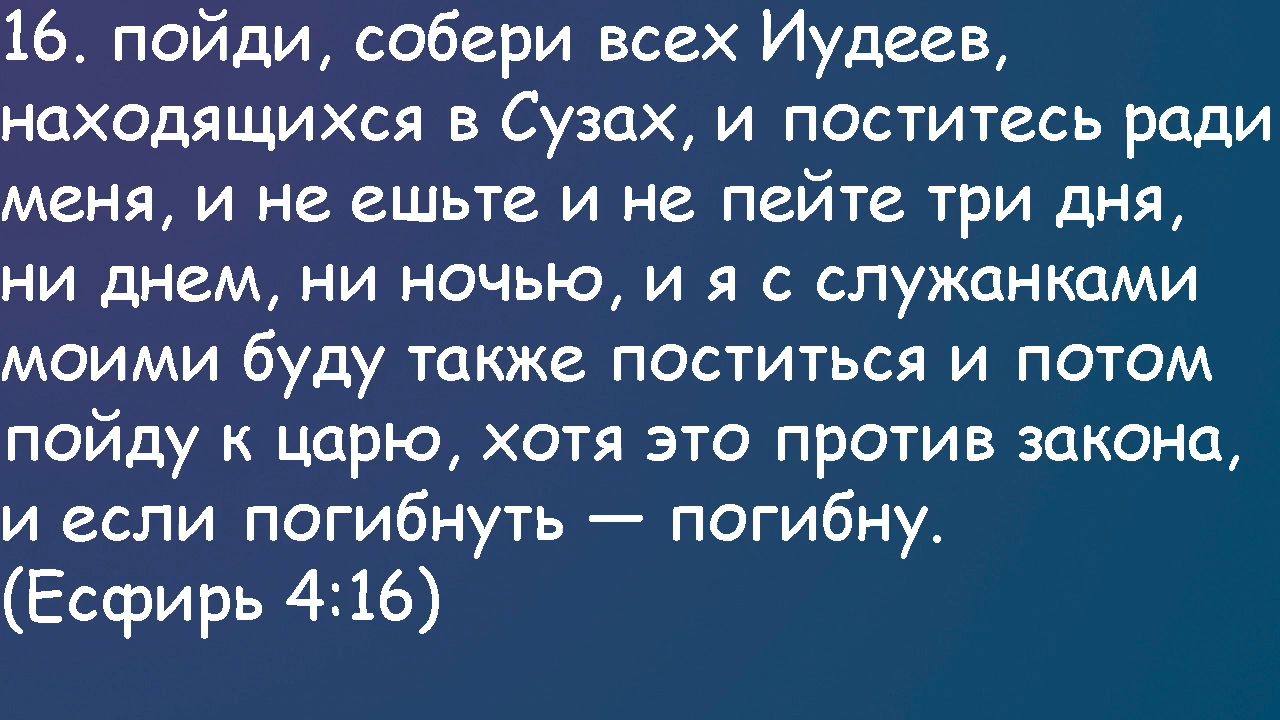 16. пойди, собери всех Иудеев,
находящихся в Сузах, и поститесь ради
меня, и не ешьте и не пейте три дня,
ни днем, ни ночью, и я с служанками
моими буду также поститься и потом
пойду к царю, хотя это против закона,
и если погибнуть — погибну.
(Есфирь 4:16)